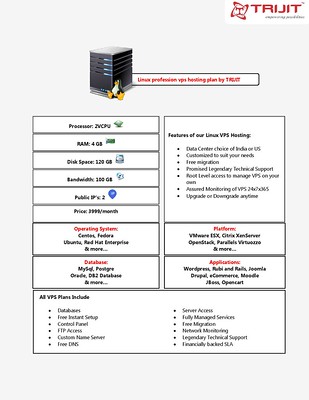 TRIJIT
empowering possibilities
Linux profession vps hosting plan by TRIJIT
Processor: 2VCPU
RAM: 4 GB
Disk Space: 120 GB
Bandwidth: 100 GB
Public IP's: 2
Price: 3999/month
Features of our Linux VPS Hosting:
• Data Center choice of India or US
• Customized to suit your needs
• Free migration
• Promised Legendary Technical Support
• Root Level access to manage VPS on your
own
• Assured Monitoring of VPS 24x7x365
• Upgrade or Downgrade anytime
Operating System:
Centos, Fedora
Ubuntu, Red Hat Enterprise
& more...
Platform:
VMware ESX, Citrix XenServer
OpenStack, Parallels Virtuozzo
& more...
Database:
MySql, Postgre
Oracle, DB2 Database
& more...
Applications:
Wordpress, Rubi and Rails, Joomla
Drupal, eCommerce, Moodle
JBoss, Opencart
All VPS Plans Include
• Databases
• Free Instant Setup
• Control Panel
• FTP Access
• Custom Name Server
• Free DNS
• Server Access
• Fully Managed Services
• Free Migration
• Network Monitoring
• Legendary Technical Support
• Financially backed SLA